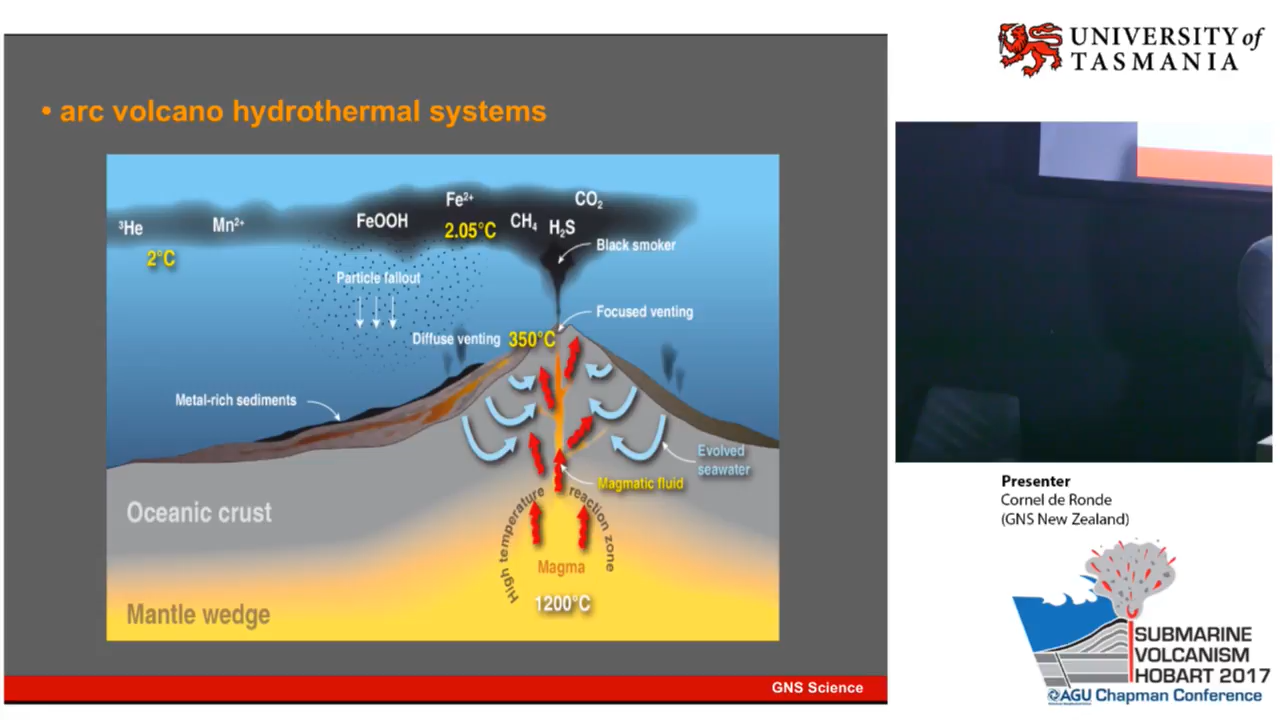 • arc volcano hydrothermal systems
³He
Mn²⁺
FeOOH
Fe²⁺
2.05°C
CH₄
H₂S
CO₂
2°C
Black smoker
Particle fallout
Focused venting
Diffuse venting
350°C
Metal-rich sediments
Evolved
seawater
Magmatic fluid
High temperature reaction zone
Oceanic crust
Magma
1200°C
Mantle wedge
GNS Science
UNIVERSITY of
TASMANIA
Presenter
Cornel de Ronde
(GNS New Zealand)
SUBMARINE
VOLCANISM
HOBART 2017
AGU Chapman Conference